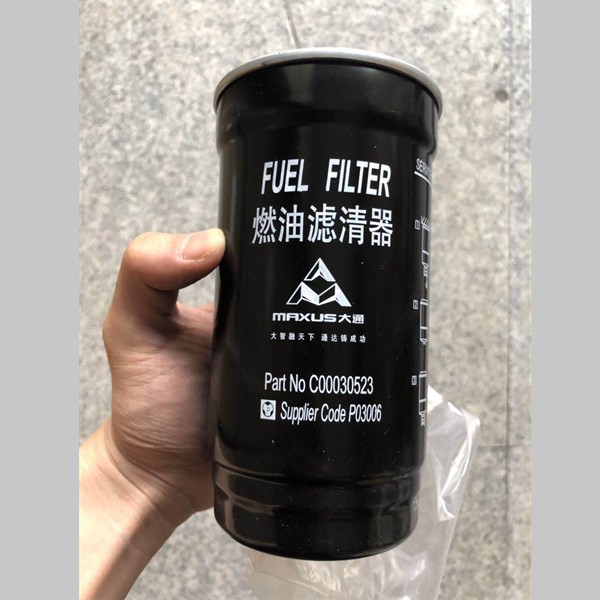 FUEL FILTER
燃油滤清器
MAXUS大通
大智融天下 通达铸成功
Part No C00030523
Supplier Code P03006